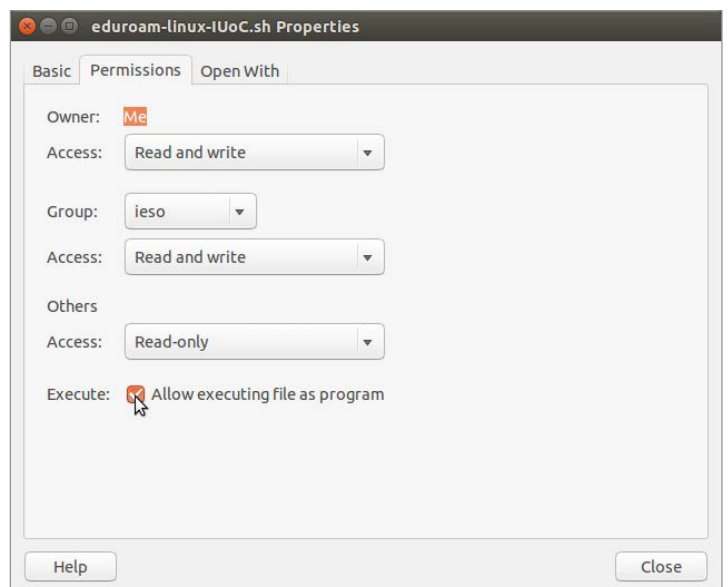 eduroam-linux-IUoC.sh Properties
Basic Permissions Open With
Owner: Me
Access: Read and write
Group: ieso
Access: Read and write
Others
Access: Read-only
Execute: Allow executing file as program
Help Close